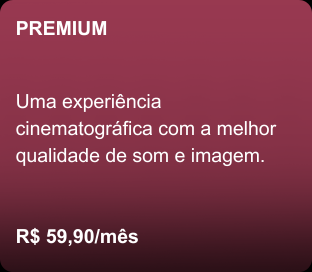 PREMIUM
Uma experiência
cinematográfica com a melhor
qualidade de som e imagem.
R$ 59,90/mês